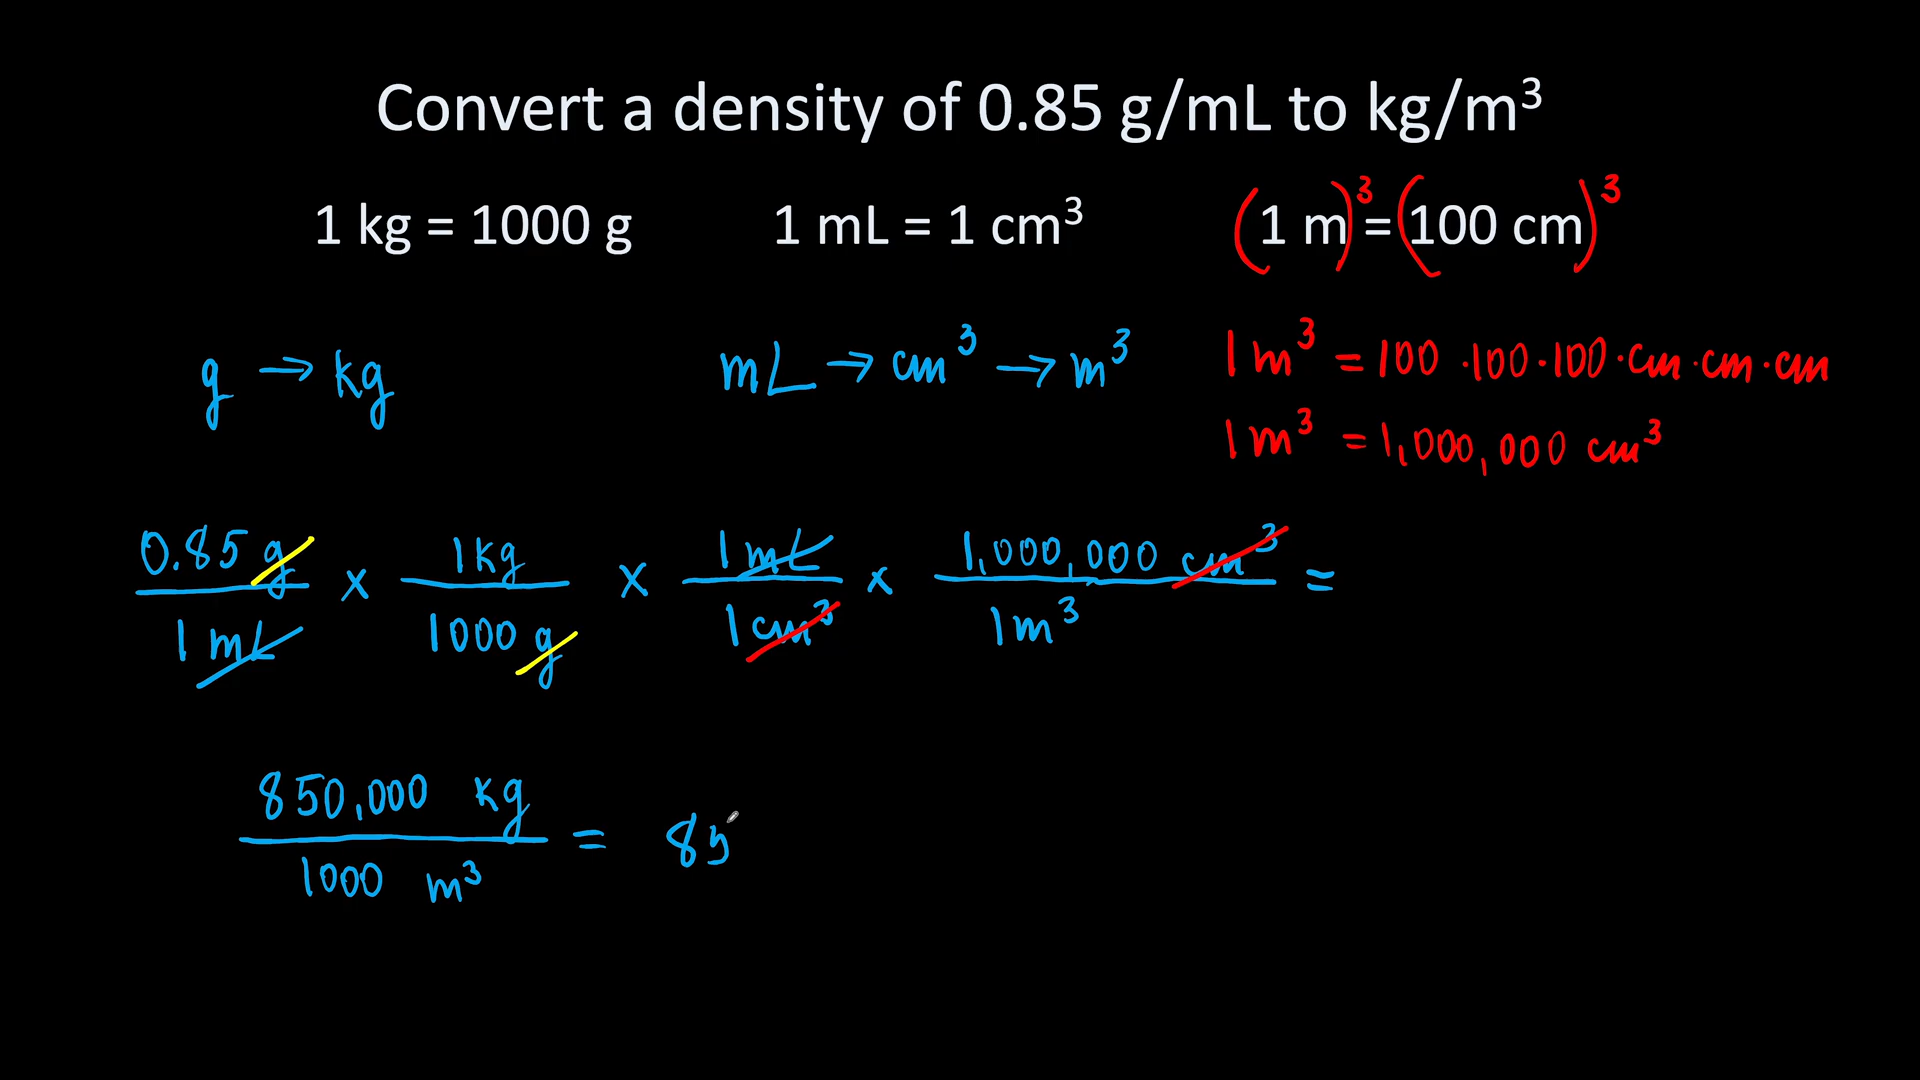 Convert a density of 0.85 g/mL to kg/m³
1 kg = 1000 g    1 mL = 1 cm³    (1 m)³ = (100 cm)³
g → kg    mL → cm³ → m³    1 m³ = 100 · 100 · 100 · cm · cm · cm
1 m³ = 1,000,000 cm³
0.85 g × 1 kg × 1 mL × 1,000,000 cm³ =
1 mL    1000 g    1 cm³    1 m³
850,000 kg = 85
1000 m³